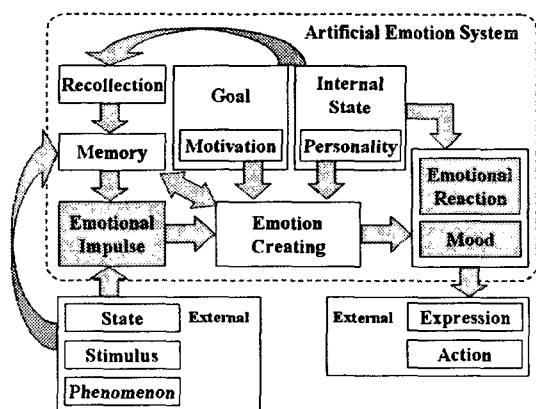 Artificial Emotion System
Recollection
Goal
Internal
State
Memory
Motivation
Personality
Emotional
Reaction
Emotional
Impulse
Emotion
Creating
Mood
State
External
Stimulus
Phenomenon
External
Expression
Action